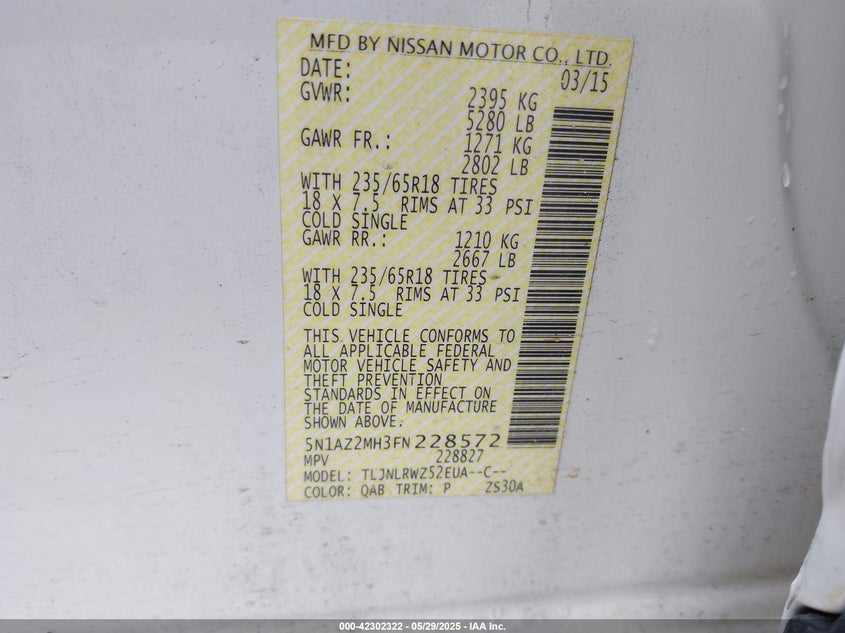 MFD BY NISSAN MOTOR CO., LTD.
DATE: 03/15
GVWR: 2395 KG
5280 LB
GAWR FR.: 1271 KG
2802 LB
WITH 235/65R18 TIRES
18 X 7.5 RIMS AT 33 PSI
COLD SINGLE
GAWR RR.: 1210 KG
2667 LB
WITH 235/65R18 TIRES
18 X 7.5 RIMS AT 33 PSI
COLD SINGLE
THIS VEHICLE CONFORMS TO
ALL APPLICABLE FEDERAL
MOTOR VEHICLE SAFETY AND
THEFT PREVENTION
STANDARDS IN EFFECT ON
THE DATE OF MANUFACTURE
SHOWN ABOVE.
5N1AZ2MH3FN228572
MPV 228827
MODEL: TLJNLRWZ52EUA--C--
COLOR: QAB TRIM: P ZS30A
000-42302322 - 05/29/2025 - IAA Inc.